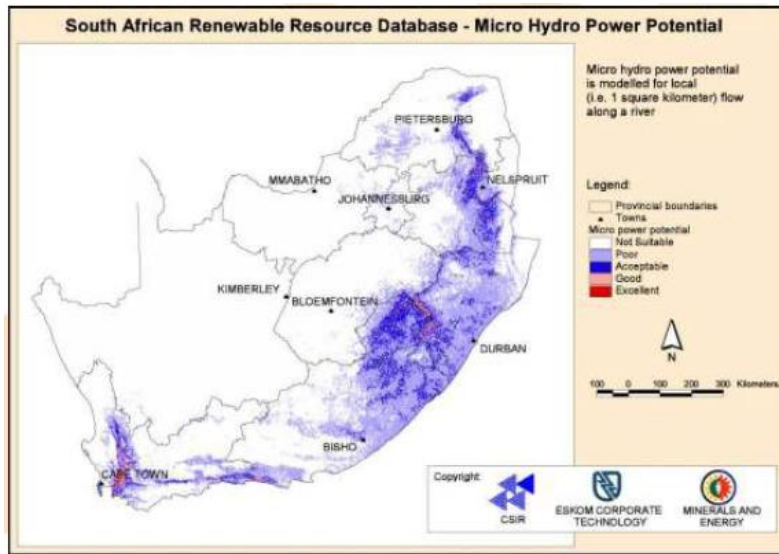 South African Renewable Resource Database - Micro Hydro Power Potential
Micro hydro power potential
is modelled for local
(i.e. 1 square kilometer) flow
along a river
PIETERSBURG
MMABATHO
NELSPRUIT
JOHANNESBURG
KIMBERLEY
BLOEMFONTEIN
DURBAN
BISHO
CAPE TOWN
Legend:
Provincial boundaries
Towns
Micro power potential
Not Suitable
Poor
Acceptable
Good
Excellent
N
100 0 100 200 300 Kilometers
Copyright:
CSIR
ESKOM CORPORATE
TECHNOLOGY
MINERALS AND
ENERGY